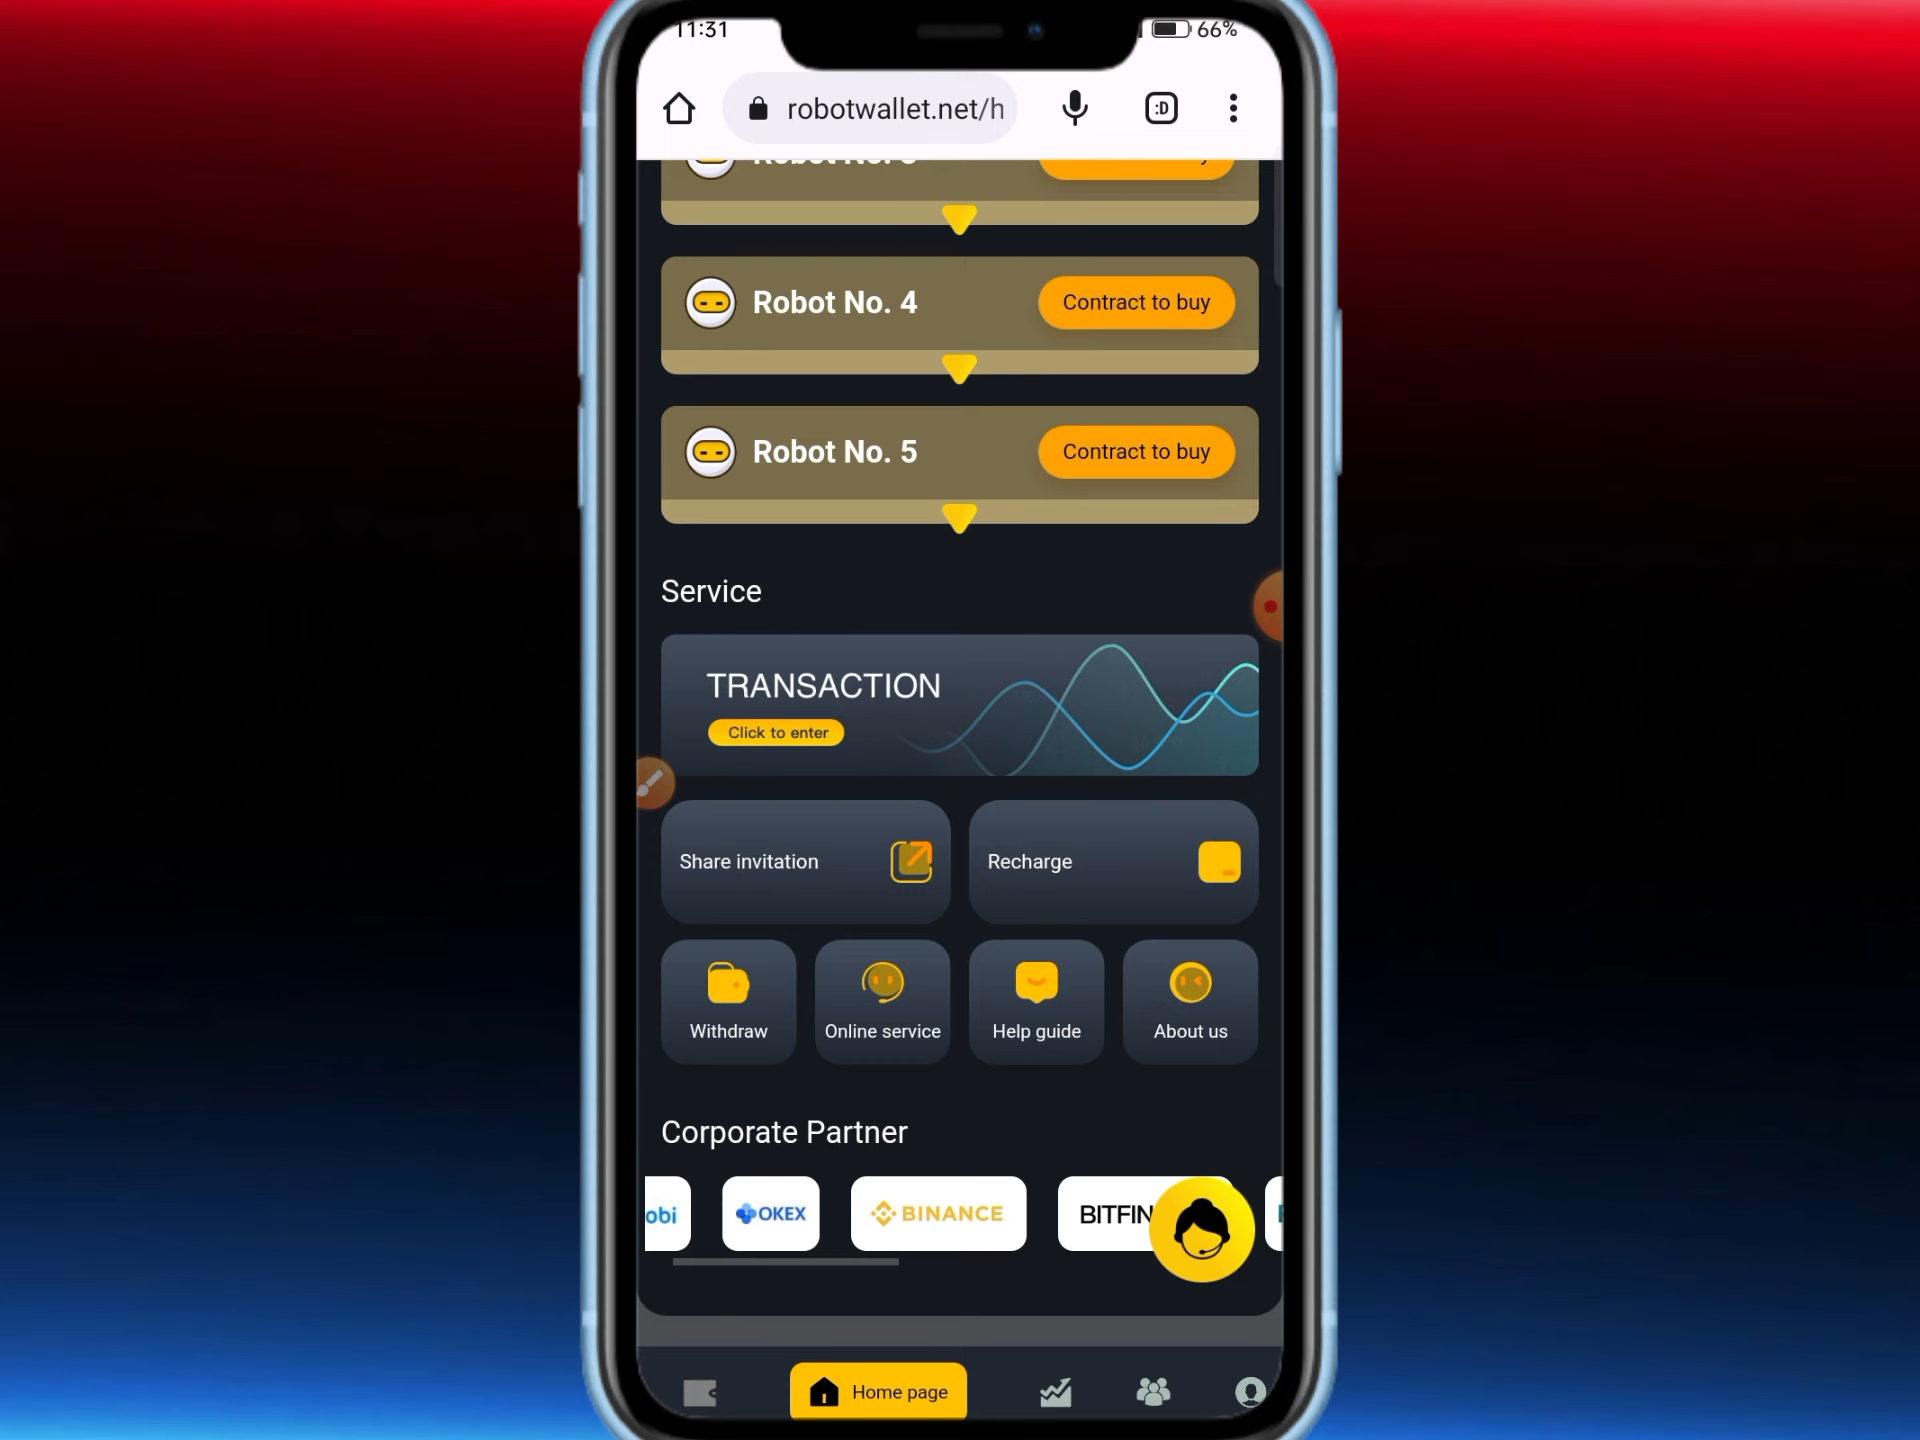 11:31
66%
robotwallet.net/h
:D
Robot No. 4
Contract to buy
Robot No. 5
Contract to buy
Service
TRANSACTION
Click to enter
Share invitation
Recharge
Withdraw
Online service
Help guide
About us
Corporate Partner
obi
OKEX
BINANCE
BITFIN
Home page